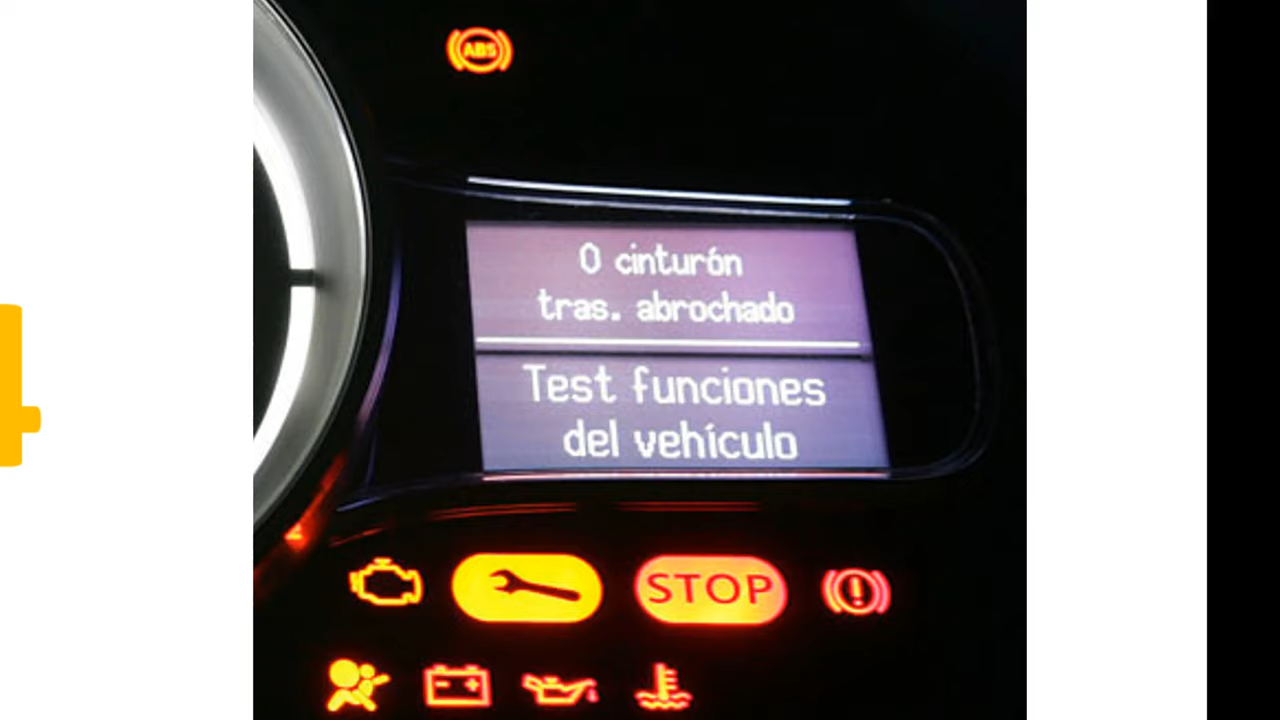 ABS
0 cinturón
tras. abrochado
Test funciones
del vehículo
STOP